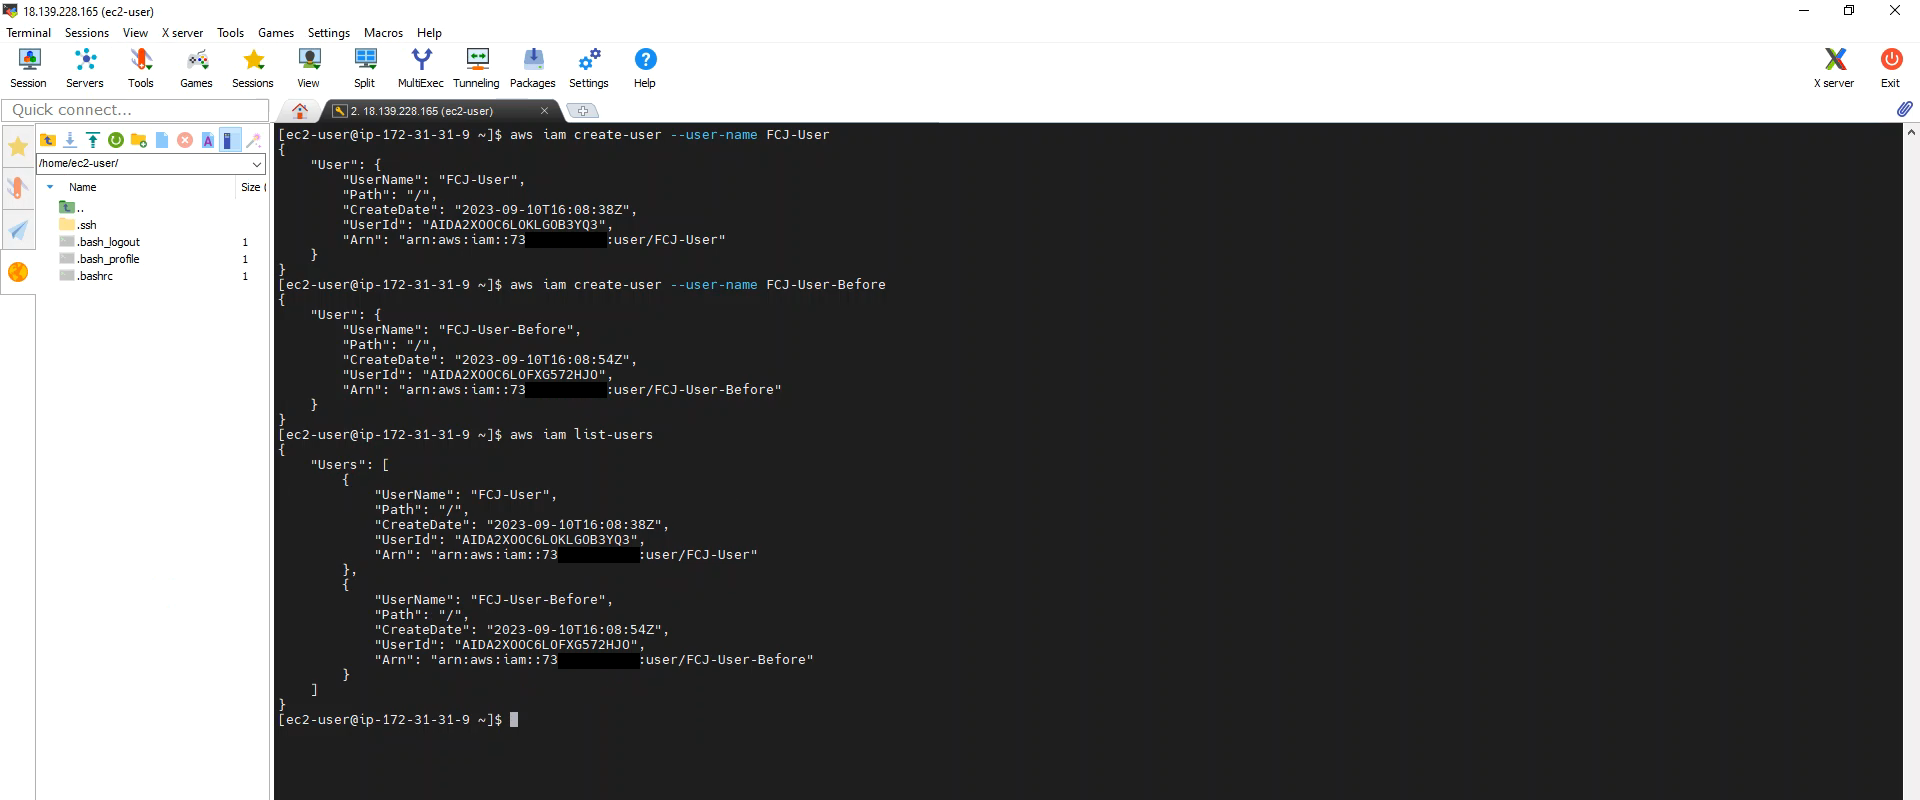 18.139.228.165 (ec2-user)
Terminal Sessions View X server Tools Games Settings Macros Help
Session Servers Tools Games Sessions View Split MultiExec Tunneling Packages Settings Help X server Exit
Quick connect...
2. 18.139.228.165 (ec2-user)
/home/ec2-user/
Name Size (
..
.ssh
.bash_logout 1
.bash_profile 1
.bashrc 1
[ec2-user@ip-172-31-31-9 ~]$ aws iam create-user --user-name FCJ-User
{
    "User": {
        "UserName": "FCJ-User",
        "Path": "/",
        "CreateDate": "2023-09-10T16:08:38Z",
        "UserId": "AIDA2XOOC6LOKLGOB3YQ3",
        "Arn": "arn:aws:iam::73 :user/FCJ-User"
    }
}
[ec2-user@ip-172-31-31-9 ~]$ aws iam create-user --user-name FCJ-User-Before
{
    "User": {
        "UserName": "FCJ-User-Before",
        "Path": "/",
        "CreateDate": "2023-09-10T16:08:54Z",
        "UserId": "AIDA2XOOC6LOFXG572HJO",
        "Arn": "arn:aws:iam::73 :user/FCJ-User-Before"
    }
}
[ec2-user@ip-172-31-31-9 ~]$ aws iam list-users
{
    "Users": [
        {
            "UserName": "FCJ-User",
            "Path": "/",
            "CreateDate": "2023-09-10T16:08:38Z",
            "UserId": "AIDA2XOOC6LOKLGOB3YQ3",
            "Arn": "arn:aws:iam::73 :user/FCJ-User"
        },
        {
            "UserName": "FCJ-User-Before",
            "Path": "/",
            "CreateDate": "2023-09-10T16:08:54Z",
            "UserId": "AIDA2XOOC6LOFXG572HJO",
            "Arn": "arn:aws:iam::73 :user/FCJ-User-Before"
        }
    ]
}
[ec2-user@ip-172-31-31-9 ~]$